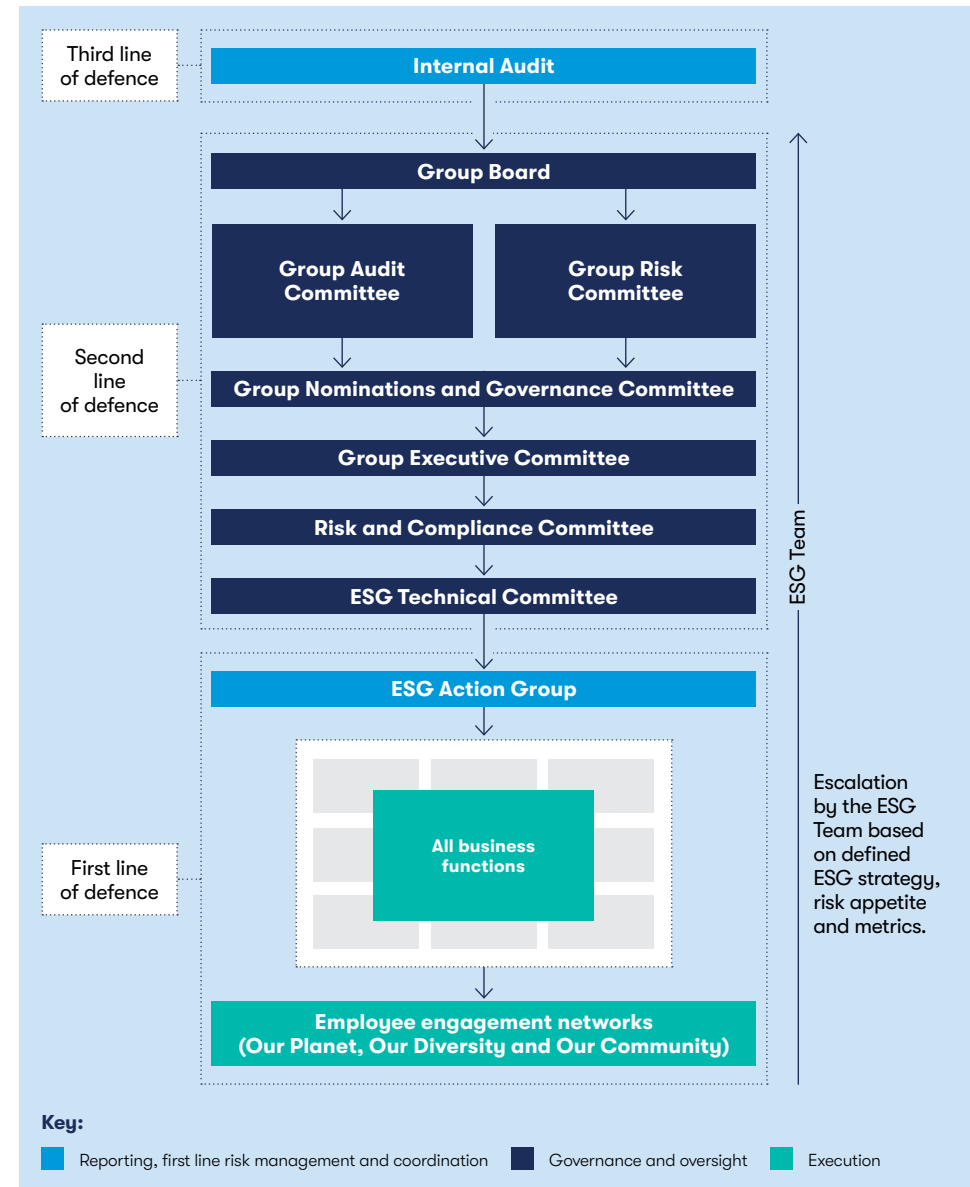 Third line
of defence
Internal Audit
Group Board
Group Audit
Committee
Group Risk
Committee
Second
line
of defence
Group Nominations and Governance Committee
Group Executive Committee
Risk and Compliance Committee
ESG Technical Committee
ESG Team
ESG Action Group
All business
functions
First line
of defence
Escalation
by the ESG
Team based
on defined
ESG strategy,
risk appetite
and metrics.
Employee engagement networks
(Our Planet, Our Diversity and Our Community)
Key:
Reporting, first line risk management and coordination
Governance and oversight
Execution